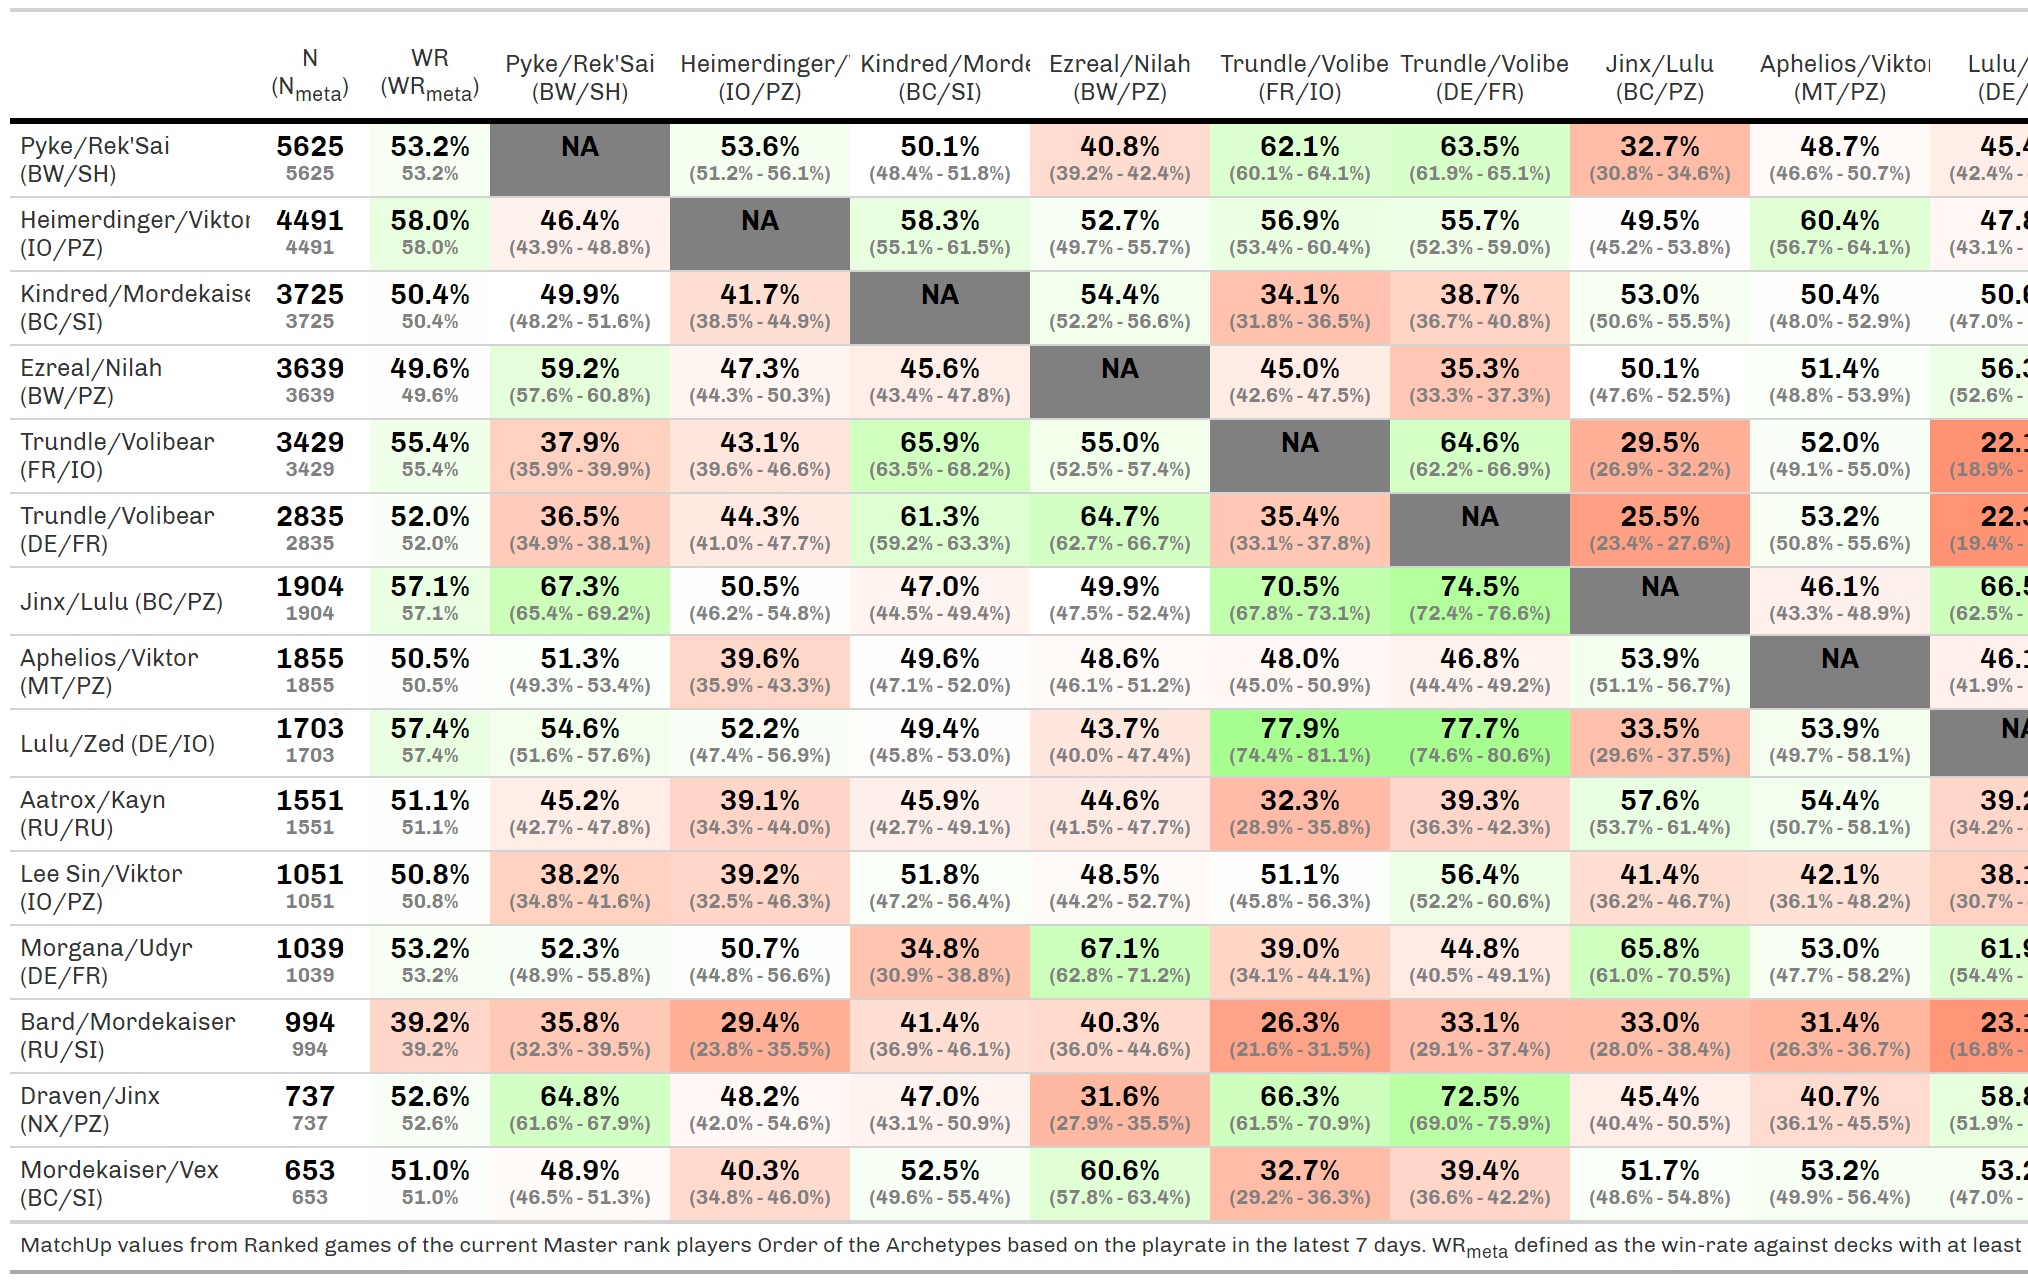 N WR Pyke/Rek'Sai Heimerdinger/ Kindred/Morde Ezreal/Nilah Trundle/Volibe Trundle/Volibe Jinx/Lulu Aphelios/Viktor Lulu/
(Nmeta) (WRmeta) (BW/SH) (IO/PZ) (BC/SI) (BW/PZ) (FR/IO) (DE/FR) (BC/PZ) (MT/PZ) (DE/
Pyke/Rek'Sai 5625 53.2% NA 53.6% 50.1% 40.8% 62.1% 63.5% 32.7% 48.7% 45.4
(BW/SH) 5625 53.2% (51.2% - 56.1%) (48.4% - 51.8%) (39.2% - 42.4%) (60.1% - 64.1%) (61.9% - 65.1%) (30.8% - 34.6%) (46.6% - 50.7%) (42.4% -
Heimerdinger/Viktor 4491 58.0% 46.4% NA 58.3% 52.7% 56.9% 55.7% 49.5% 60.4% 47.8
(IO/PZ) 4491 58.0% (43.9% - 48.8%) (55.1% - 61.5%) (49.7% - 55.7%) (53.4% - 60.4%) (52.3% - 59.0%) (45.2% - 53.8%) (56.7% - 64.1%) (43.1% -
Kindred/Mordekaise 3725 50.4% 49.9% 41.7% NA 54.4% 34.1% 38.7% 53.0% 50.4% 50.6
(BC/SI) 3725 50.4% (48.2% - 51.6%) (38.5% - 44.9%) (52.2% - 56.6%) (31.8% - 36.5%) (36.7% - 40.8%) (50.6% - 55.5%) (48.0% - 52.9%) (47.0% -
Ezreal/Nilah 3639 49.6% 59.2% 47.3% 45.6% NA 45.0% 35.3% 50.1% 51.4% 56.3
(BW/PZ) 3639 49.6% (57.6% - 60.8%) (44.3% - 50.3%) (43.4% - 47.8%) (42.6% - 47.5%) (33.3% - 37.3%) (47.6% - 52.5%) (48.8% - 53.9%) (52.6% -
Trundle/Volibear 3429 55.4% 37.9% 43.1% 65.9% 55.0% NA 64.6% 29.5% 52.0% 22.1
(FR/IO) 3429 55.4% (35.9% - 39.9%) (39.6% - 46.6%) (63.5% - 68.2%) (52.5% - 57.4%) (62.2% - 66.9%) (26.9% - 32.2%) (49.1% - 55.0%) (18.9% -
Trundle/Volibear 2835 52.0% 36.5% 44.3% 61.3% 64.7% 35.4% NA 25.5% 53.2% 22.3
(DE/FR) 2835 52.0% (34.9% - 38.1%) (41.0% - 47.7%) (59.2% - 63.3%) (62.7% - 66.7%) (33.1% - 37.8%) (23.4% - 27.6%) (50.8% - 55.6%) (19.4% -
Jinx/Lulu (BC/PZ) 1904 57.1% 67.3% 50.5% 47.0% 49.9% 70.5% 74.5% NA 46.1% 66.5
1904 57.1% (65.4% - 69.2%) (46.2% - 54.8%) (44.5% - 49.4%) (47.5% - 52.4%) (67.8% - 73.1%) (72.4% - 76.6%) (43.3% - 48.9%) (62.5% -
Aphelios/Viktor 1855 50.5% 51.3% 39.6% 49.6% 48.6% 48.0% 46.8% 53.9% NA 46.1
(MT/PZ) 1855 50.5% (49.3% - 53.4%) (35.9% - 43.3%) (47.1% - 52.0%) (46.1% - 51.2%) (45.0% - 50.9%) (44.4% - 49.2%) (51.1% - 56.7%) (41.9% -
Lulu/Zed (DE/IO) 1703 57.4% 54.6% 52.2% 49.4% 43.7% 77.9% 77.7% 33.5% 53.9% NA
1703 57.4% (51.6% - 57.6%) (47.4% - 56.9%) (45.8% - 53.0%) (40.0% - 47.4%) (74.4% - 81.1%) (74.6% - 80.6%) (29.6% - 37.5%) (49.7% - 58.1%)
Aatrox/Kayn 1551 51.1% 45.2% 39.1% 45.9% 44.6% 32.3% 39.3% 57.6% 54.4% 39.2
(RU/RU) 1551 51.1% (42.7% - 47.8%) (34.3% - 44.0%) (42.7% - 49.1%) (41.5% - 47.7%) (28.9% - 35.8%) (36.3% - 42.3%) (53.7% - 61.4%) (50.7% - 58.1%) (34.2% -
Lee Sin/Viktor 1051 50.8% 38.2% 39.2% 51.8% 48.5% 51.1% 56.4% 41.4% 42.1% 38.1
(IO/PZ) 1051 50.8% (34.8% - 41.6%) (32.5% - 46.3%) (47.2% - 56.4%) (44.2% - 52.7%) (45.8% - 56.3%) (52.2% - 60.6%) (36.2% - 46.7%) (36.1% - 48.2%) (30.7% -
Morgana/Udyr 1039 53.2% 52.3% 50.7% 34.8% 67.1% 39.0% 44.8% 65.8% 53.0% 61.9
(DE/FR) 1039 53.2% (48.9% - 55.8%) (44.8% - 56.6%) (30.9% - 38.8%) (62.8% - 71.2%) (34.1% - 44.1%) (40.5% - 49.1%) (61.0% - 70.5%) (47.7% - 58.2%) (54.4% -
Bard/Mordekaiser 994 39.2% 35.8% 29.4% 41.4% 40.3% 26.3% 33.1% 33.0% 31.4% 23.1
(RU/SI) 994 39.2% (32.3% - 39.5%) (23.8% - 35.5%) (36.9% - 46.1%) (36.0% - 44.6%) (21.6% - 31.5%) (29.1% - 37.4%) (28.0% - 38.4%) (26.3% - 36.7%) (16.8% -
Draven/Jinx 737 52.6% 64.8% 48.2% 47.0% 31.6% 66.3% 72.5% 45.4% 40.7% 58.8
(NX/PZ) 737 52.6% (61.6% - 67.9%) (42.0% - 54.6%) (43.1% - 50.9%) (27.9% - 35.5%) (61.5% - 70.9%) (69.0% - 75.9%) (40.4% - 50.5%) (36.1% - 45.5%) (51.9% -
Mordekaiser/Vex 653 51.0% 48.9% 40.3% 52.5% 60.6% 32.7% 39.4% 51.7% 53.2% 53.2
(BC/SI) 653 51.0% (46.5% - 51.3%) (34.8% - 46.0%) (49.6% - 55.4%) (57.8% - 63.4%) (29.2% - 36.3%) (36.6% - 42.2%) (48.6% - 54.8%) (49.9% - 56.4%) (47.0% -
MatchUp values from Ranked games of the current Master rank players Order of the Archetypes based on the playrate in the latest 7 days. WRmeta defined as the win-rate against decks with at least